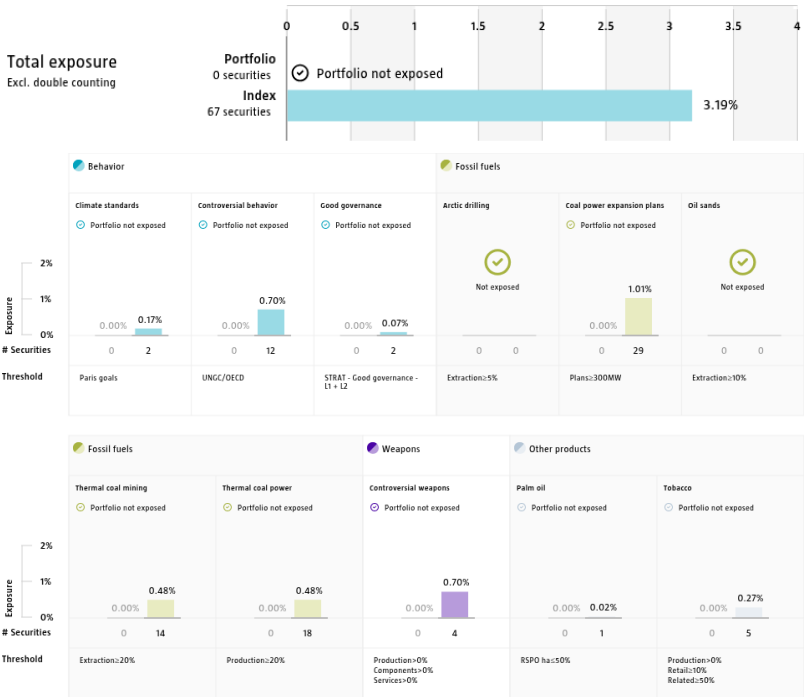 0 0.5 1 1.5 2 2.5 3 3.5 4
Total exposure
Excl. double counting
Portfolio
0 securities
Portfolio not exposed
Index
67 securities
3.19%
Behavior
Fossil fuels
Climate standards Controversial behavior Good governance Arctic drilling Coal power expansion plans Oil sands
Portfolio not exposed Portfolio not exposed Portfolio not exposed Portfolio not exposed
Not exposed Not exposed
Exposure
2%
1%
0%
0.00% 0.17% 0.00% 0.70% 0.00% 0.07% 0.00% 1.01%
# Securities 0 2 0 12 0 2 0 0 0 29 0 0
Threshold Paris goals UNGC/OECD STRAT - Good governance - Extraction≥5% Plans≥300MW Extraction≥10%
L1 + L2
Fossil fuels
Weapons
Other products
Thermal coal mining Thermal coal power Controversial weapons Palm oil Tobacco
Portfolio not exposed Portfolio not exposed Portfolio not exposed Portfolio not exposed Portfolio not exposed
Exposure
2%
1%
0%
0.00% 0.48% 0.00% 0.48% 0.00% 0.70% 0.00% 0.02% 0.00% 0.27%
# Securities 0 14 0 18 0 4 0 1 0 5
Threshold Extraction≥20% Production≥20% Production>0% RSPO ha≤50% Production>0%
Components>0% Retail≥10%
Services>0% Related≥50%